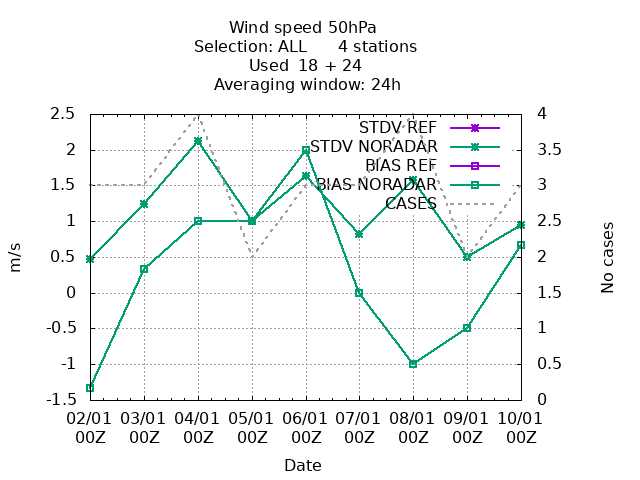 Wind speed 50hPa
Selection: ALL      4 stations
Used  18 + 24
Averaging window: 24h
2.5
2
1.5
1
0.5
0
-0.5
-1
-1.5
m/s
STDV REF
STDV NORADAR
BIAS REF
BIAS NORADAR
CASES
4
3.5
3
2.5
2
1.5
1
0.5
0
No cases
02/01 03/01 04/01 05/01 06/01 07/01 08/01 09/01 10/01
00Z 00Z 00Z 00Z 00Z 00Z 00Z 00Z 00Z
Date